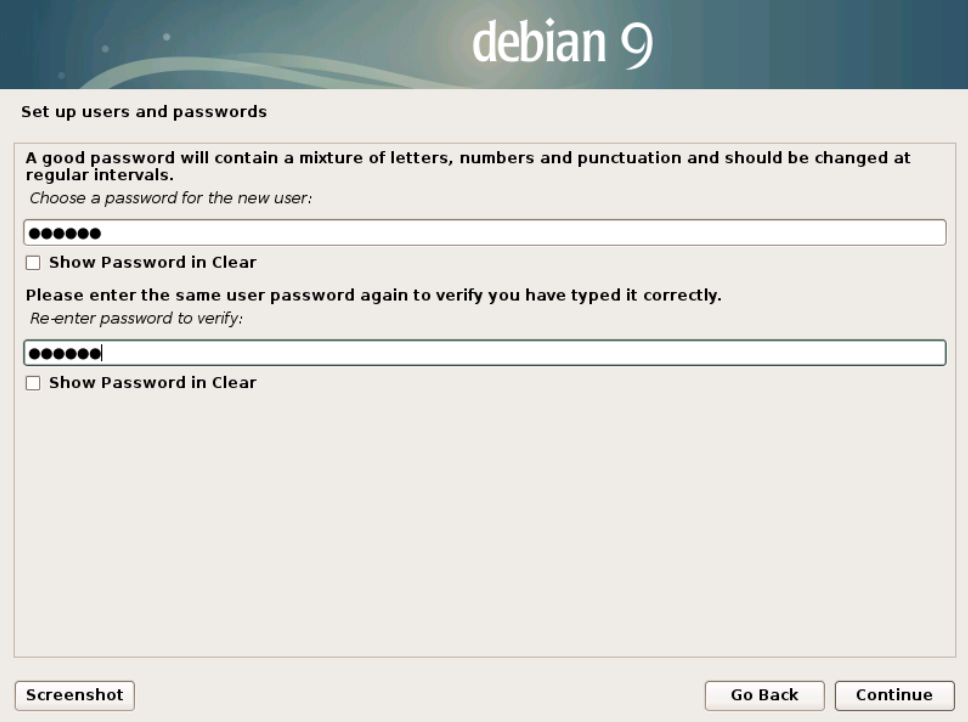 debian 9
Set up users and passwords
A good password will contain a mixture of letters, numbers and punctuation and should be changed at
regular intervals.
Choose a password for the new user:
●●●●●●
Show Password in Clear
Please enter the same user password again to verify you have typed it correctly.
Re-enter password to verify:
●●●●●●
Show Password in Clear
Screenshot Go Back Continue